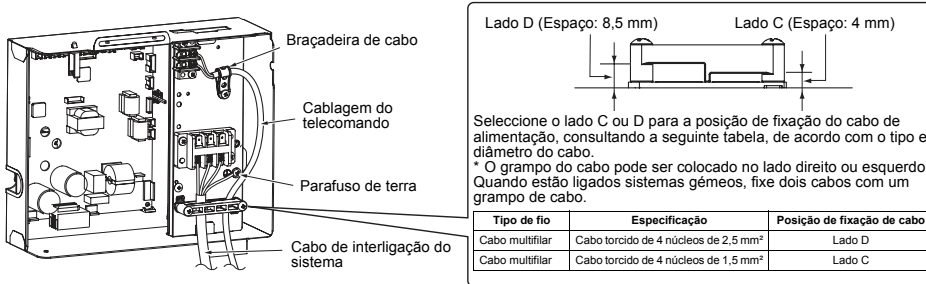 Braçadeira de cabo
Cablagem do
telecomando
Parafuso de terra
Cabo de interligação do
sistema
Lado D (Espaço: 8,5 mm)
Lado C (Espaço: 4 mm)
Seleccione o lado C ou D para a posição de fixação do cabo de
alimentação, consultando a seguinte tabela, de acordo com o tipo e
diâmetro do cabo.
* O grampo do cabo pode ser colocado no lado direito ou esquerdo
Quando estão ligados sistemas gémeos, fixe dois cabos com um
grampo de cabo.
Tipo de fio Especificação Posição de fixação de cabo
Cabo multifilar Cabo torcido de 4 núcleos de 2,5 mm² Lado D
Cabo multifilar Cabo torcido de 4 núcleos de 1,5 mm² Lado C